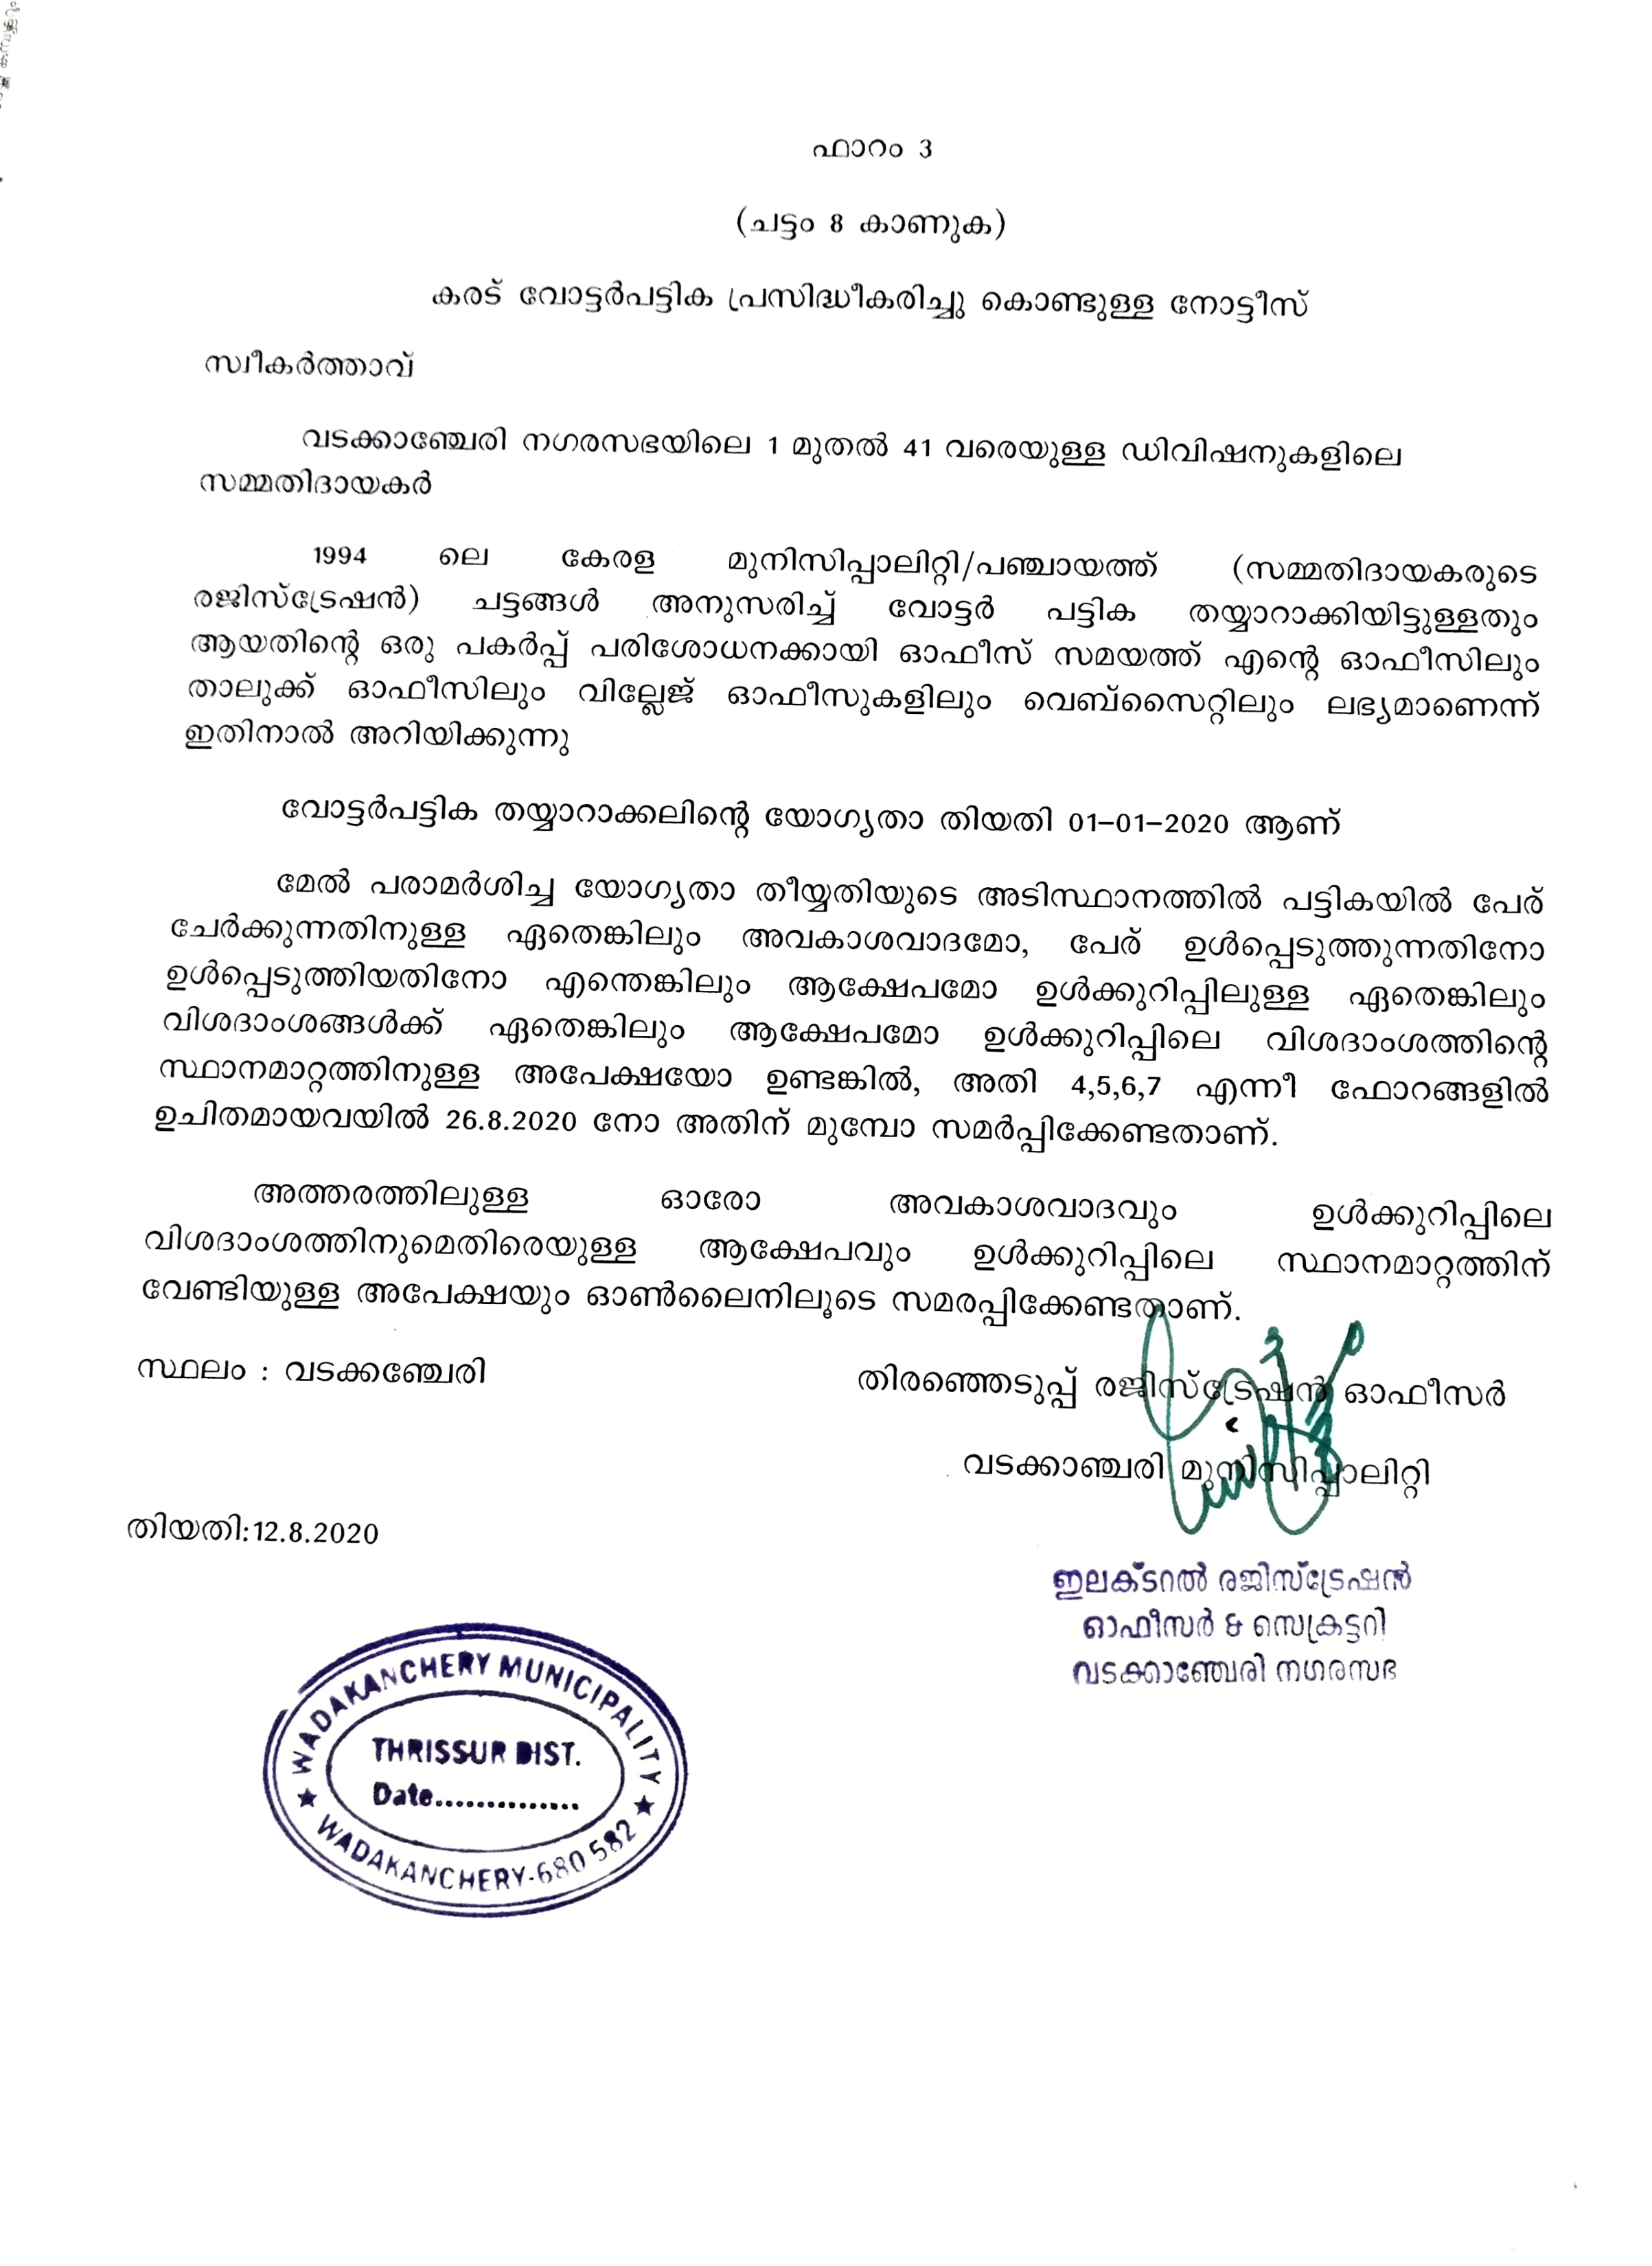 ഫാറം 3
(ചട്ടം 8 കാണുക)
കരട് വോട്ടർപട്ടിക പ്രസിദ്ധീകരിച്ചു കൊണ്ടുള്ള നോട്ടീസ്
സ്വീകർത്താവ്
വടക്കാഞ്ചേരി നഗരസഭയിലെ 1 മുതൽ 41 വരെയുള്ള ഡിവിഷനുകളിലെ
സമ്മതിദായകർ
1994 ലെ കേരള മുനിസിപ്പാലിറ്റി/പഞ്ചായത്ത് (സമ്മതിദായകരുടെ
രജിസ്ട്രേഷൻ) ചട്ടങ്ങൾ അനുസരിച്ച് വോട്ടർ പട്ടിക തയ്യാറാക്കിയിട്ടുള്ളതും
ആയതിന്റെ ഒരു പകർപ്പ് പരിശോധനക്കായി ഓഫീസ് സമയത്ത് എന്റെ ഓഫീസിലും
താലുക്ക് ഓഫീസിലും വില്ലേജ് ഓഫീസുകളിലും വെബ്സൈറ്റിലും ലഭ്യമാണെന്ന്
ഇതിനാൽ അറിയിക്കുന്നു
വോട്ടർപട്ടിക തയ്യാറാക്കലിന്റെ യോഗ്യതാ തിയതി 01-01-2020 ആണ്
മേൽ പരാമർശിച്ച യോഗ്യതാ തീയ്യതിയുടെ അടിസ്ഥാനത്തിൽ പട്ടികയിൽ പേര്
ചേർക്കുന്നതിനുള്ള ഏതെങ്കിലും അവകാശവാദമോ, പേര് ഉൾപ്പെടുത്തുന്നതിനോ
ഉൾപ്പെടുത്തിയതിനോ എന്തെങ്കിലും ആക്ഷേപമോ ഉൾക്കുറിപ്പിലുള്ള ഏതെങ്കിലും
വിശദാംശങ്ങൾക്ക് ഏതെങ്കിലും ആക്ഷേപമോ ഉൾക്കുറിപ്പിലെ വിശദാംശത്തിന്റെ
സ്ഥാനമാറ്റത്തിനുള്ള അപേക്ഷയോ ഉണ്ടങ്കിൽ, അതി 4,5,6,7 എന്നീ ഫോറങ്ങളിൽ
ഉചിതമായവയിൽ 26.8.2020 നോ അതിന് മുമ്പോ സമർപ്പിക്കേണ്ടതാണ്.
അത്തരത്തിലുള്ള ഓരോ അവകാശവാദവും ഉൾക്കുറിപ്പിലെ
വിശദാംശത്തിനുമെതിരെയുള്ള ആക്ഷേപവും ഉൾക്കുറിപ്പിലെ സ്ഥാനമാറ്റത്തിന്
വേണ്ടിയുള്ള അപേക്ഷയും ഓൺലൈനിലൂടെ സമരപ്പിക്കേണ്ടതാണ്.
സ്ഥലം : വടക്കഞ്ചേരി
തിരഞ്ഞെടുപ്പ് രജിസ്ട്രേഷൻ ഓഫീസർ
വടക്കാഞ്ചരി മുനിസിപ്പാലിറ്റി
തിയതി:12.8.2020
ഇലക്ടറൽ രജിസ്ട്രേഷൻ
ഓഫീസർ & സെക്രട്ടറി
വടക്കാഞ്ചേരി നഗരസഭ
WADAKANCHERY MUNICIPALITY
THRISSUR DIST.
Date..............
WADAKANCHERY-680 582